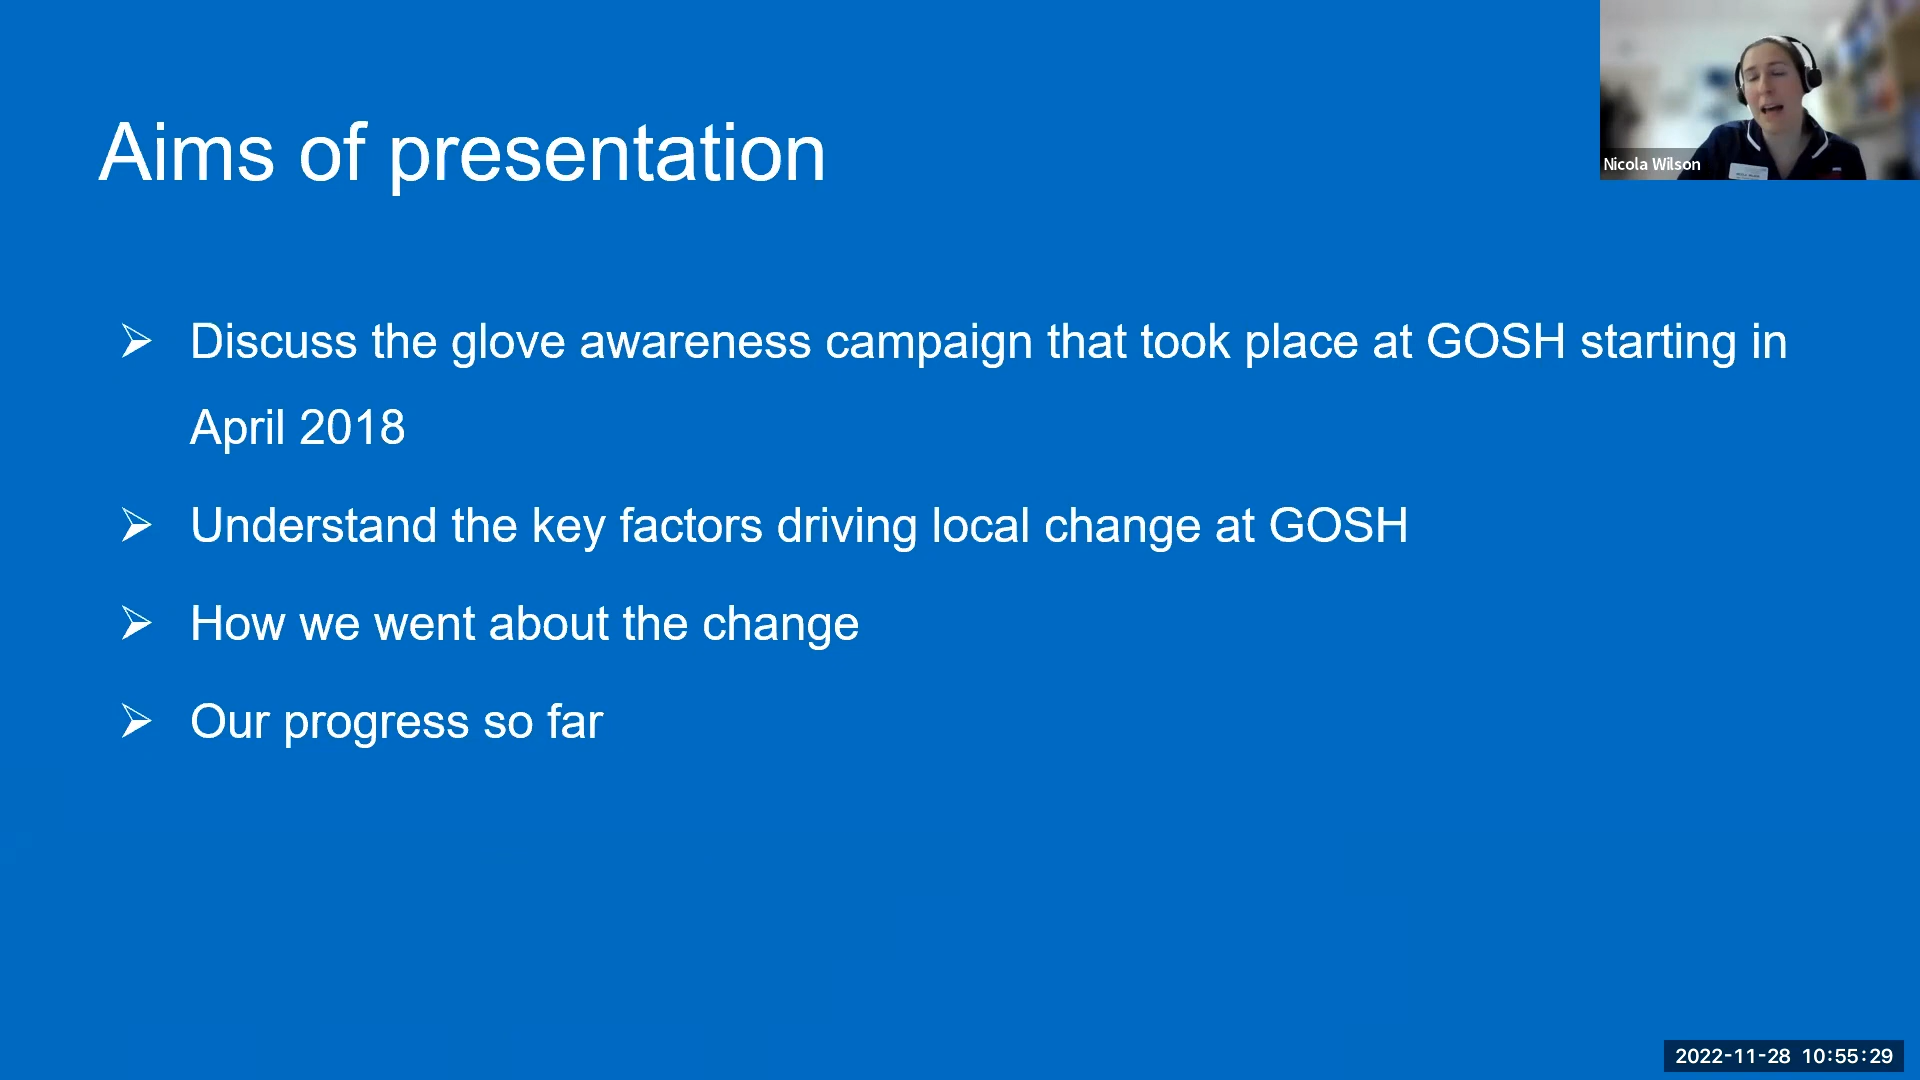 Aims of presentation
Nicola Wilson
➢ Discuss the glove awareness campaign that took place at GOSH starting in
April 2018
➢ Understand the key factors driving local change at GOSH
➢ How we went about the change
➢ Our progress so far
2022-11-28 10:55:29